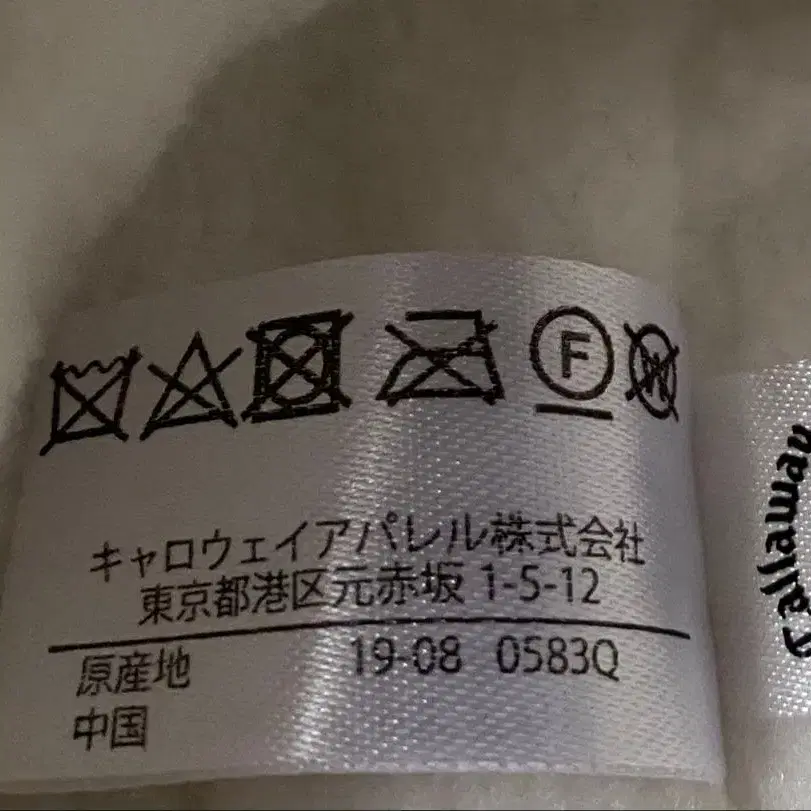 F W
キャロウェイアパレル株式会社
東京都港区元赤坂 1-5-12
原産地 19-08 0583Q
中国
Callaway